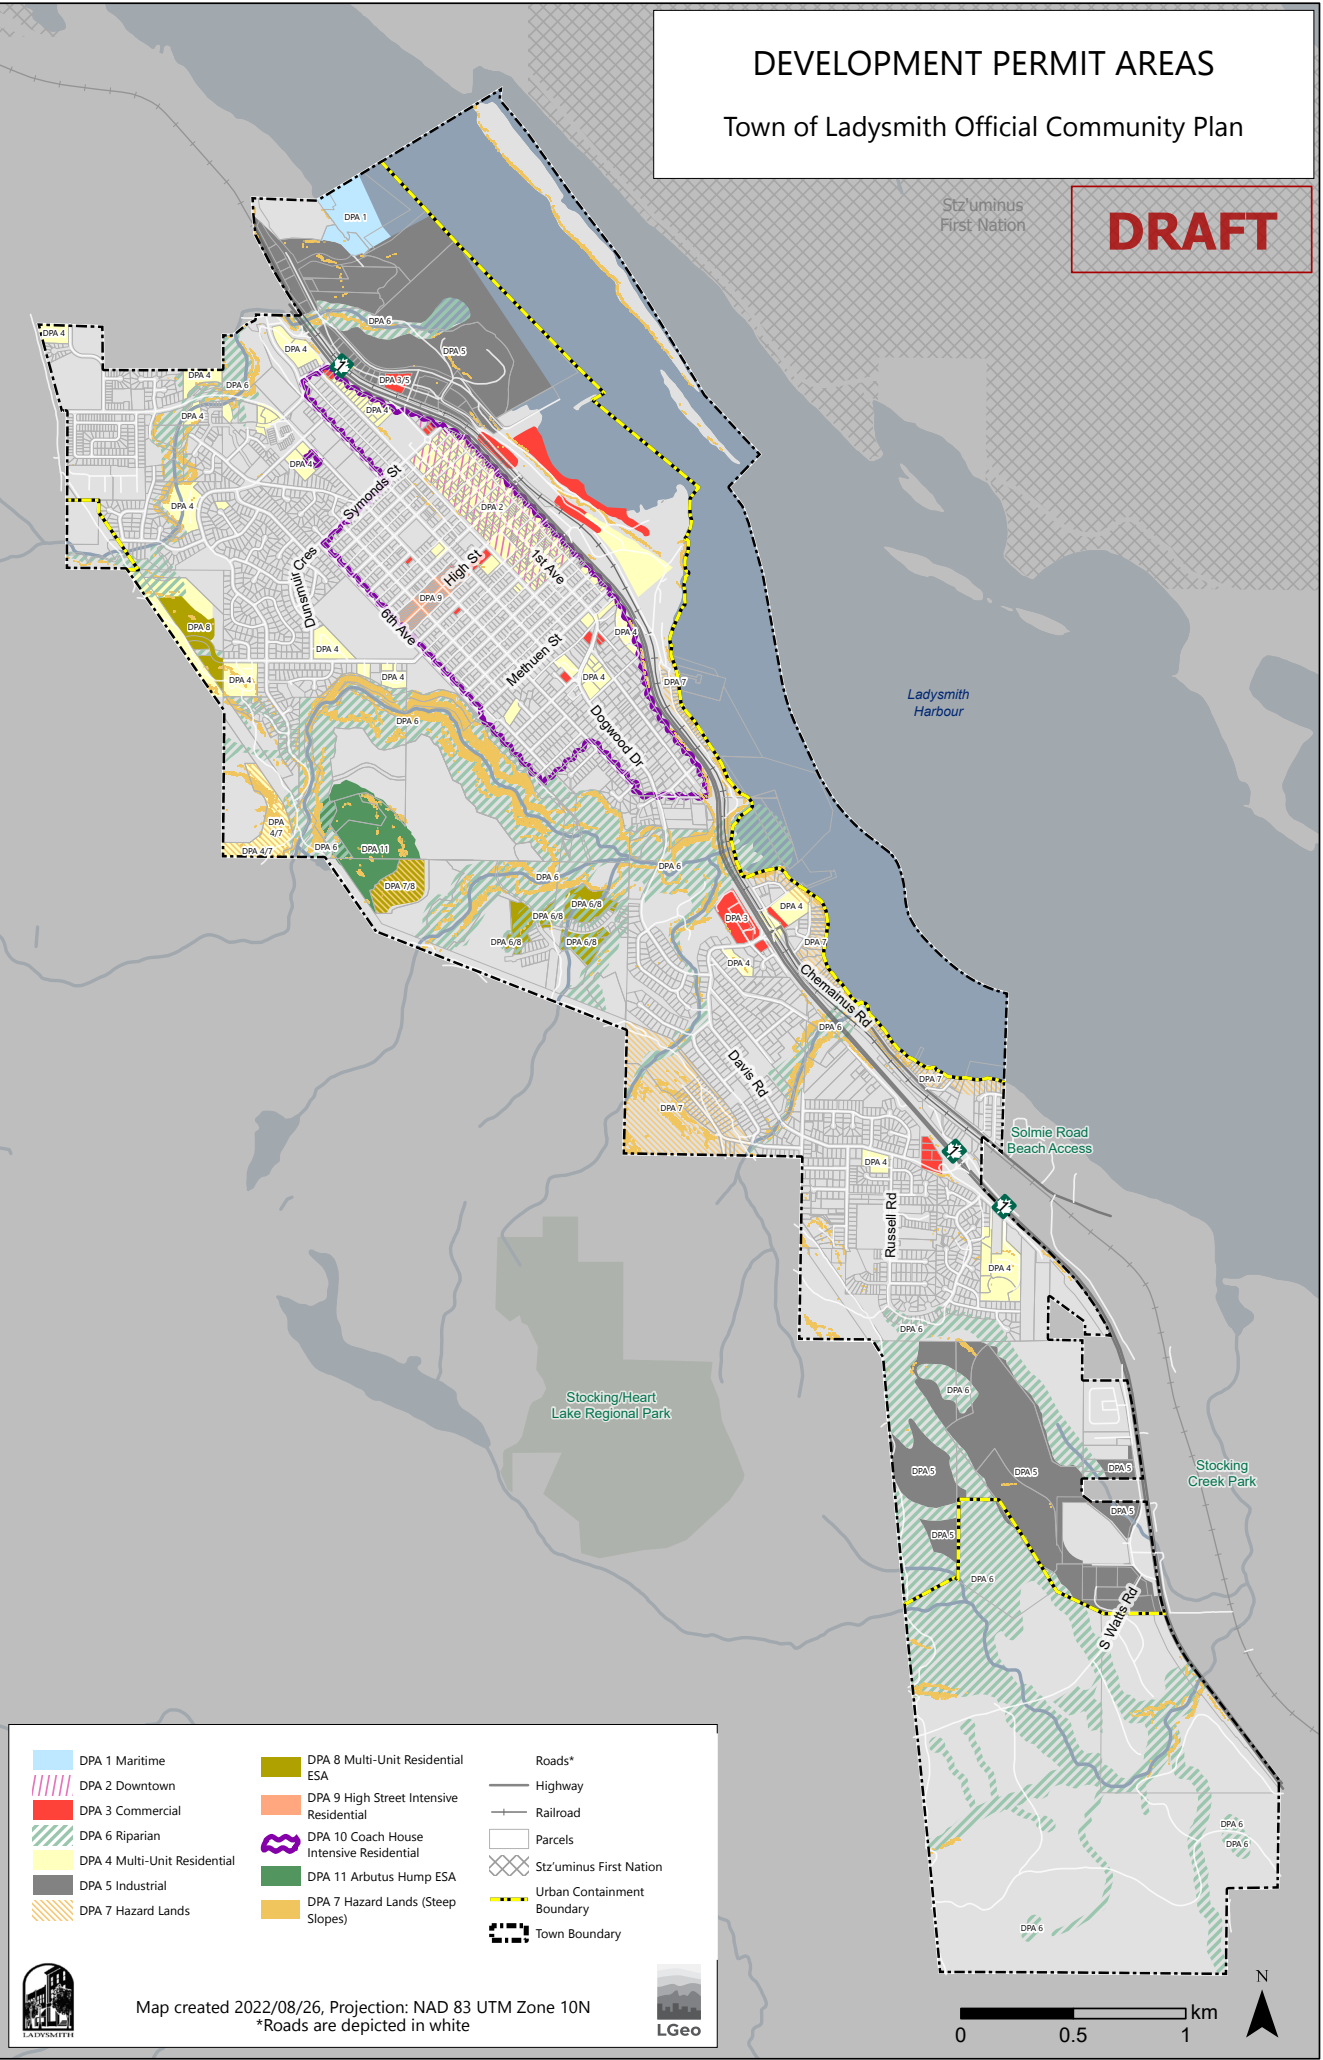 DEVELOPMENT PERMIT AREAS
Town of Ladysmith Official Community Plan
Stz'uminus
First Nation
DRAFT
DPA 1
DPA 6
DPA 5
DPA 4
DPA 4
DPA 3/5
DPA 4
DPA 6
DPA 4
DPA 4
DPA 4
DPA 4
Symonds St
DPA 2
1st Ave
High St
Dunsmuir Cres
DPA 9
6th Ave
DPA 8
DPA 4
DPA 4
Methuen St
DPA 4
DPA 4
DPA 4
DPA 7
Ladysmith
Harbour
DPA 6
Dogwood Dr
DPA
4/7
DPA 4/7
DPA 6
DPA 11
DPA 7/8
DPA 6
DPA 6
DPA 6/8
DPA 6/8
DPA 6/8
DPA 6/8
DPA 3
DPA 4
DPA 7
DPA 4
Chemainus Rd
DPA 6
Davis Rd
DPA 7
DPA 7
Solmie Road
Beach Access
DPA 4
Russell Rd
DPA 4
DPA 6
DPA 6
Stocking/Heart
Lake Regional Park
DPA 5
DPA 5
DPA 5
Stocking
Creek Park
DPA 5
DPA 5
DPA 6
S Watts Rd
DPA 6
DPA 6
DPA 6
DPA 1 Maritime
DPA 2 Downtown
DPA 3 Commercial
DPA 6 Riparian
DPA 4 Multi-Unit Residential
DPA 5 Industrial
DPA 7 Hazard Lands
DPA 8 Multi-Unit Residential
ESA
DPA 9 High Street Intensive
Residential
DPA 10 Coach House
Intensive Residential
DPA 11 Arbutus Hump ESA
DPA 7 Hazard Lands (Steep
Slopes)
Roads*
Highway
Railroad
Parcels
Stz'uminus First Nation
Urban Containment
Boundary
Town Boundary
LADYSMITH
Map created 2022/08/26, Projection: NAD 83 UTM Zone 10N
*Roads are depicted in white
LGeo
km
0 0.5 1
N